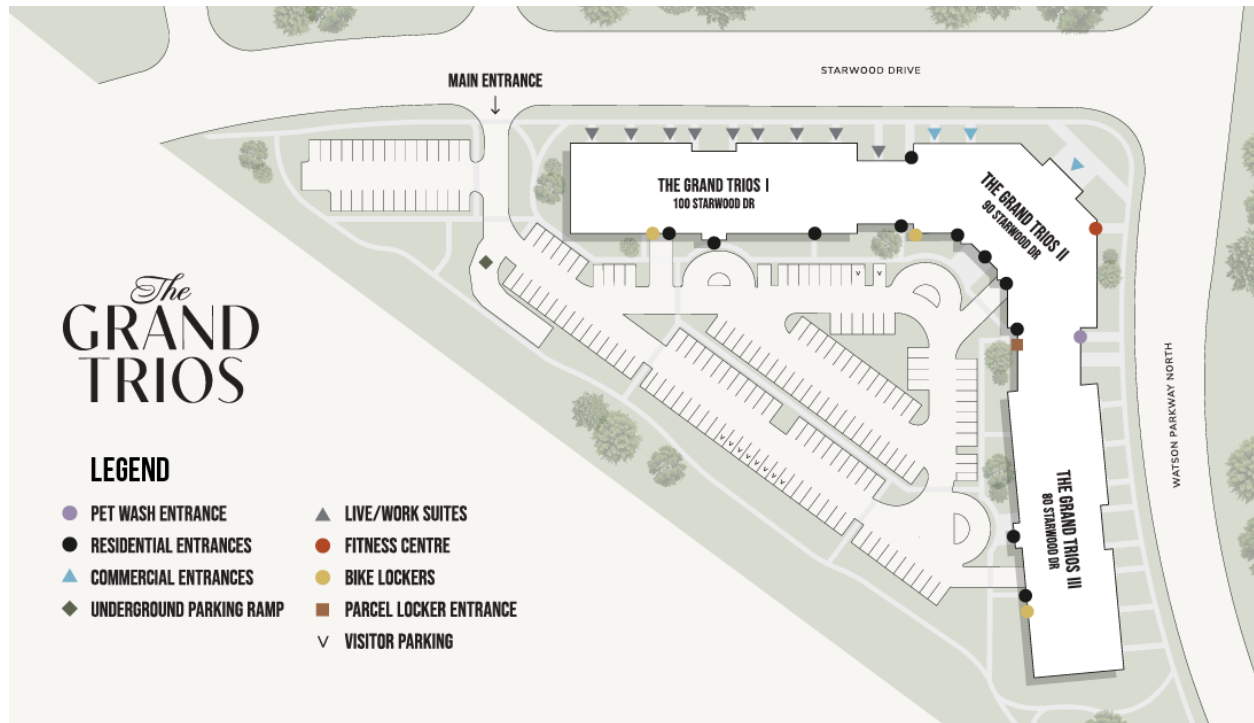 STARWOOD DRIVE
MAIN ENTRANCE
THE GRAND TRIOS I
100 STARWOOD DR
THE GRAND TRIOS II
90 STARWOOD DR
The
GRAND
TRIOS
WATSON PARKWAY NORTH
THE GRAND TRIOS III
80 STARWOOD DR
V V
V V V V V V V V
LEGEND
PET WASH ENTRANCE
RESIDENTIAL ENTRANCES
COMMERCIAL ENTRANCES
UNDERGROUND PARKING RAMP
LIVE/WORK SUITES
FITNESS CENTRE
BIKE LOCKERS
PARCEL LOCKER ENTRANCE
V VISITOR PARKING